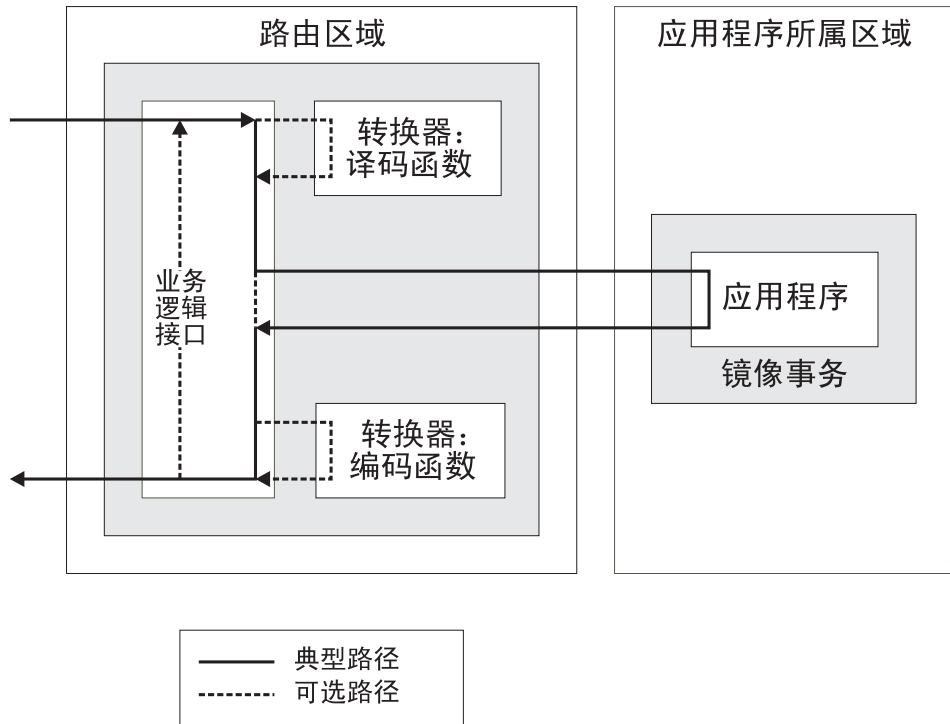 路由区域
应用程序所属区域
转换器：
译码函数
业务
逻辑
接口
应用程序
镜像事务
转换器：
编码函数
典型路径
可选路径